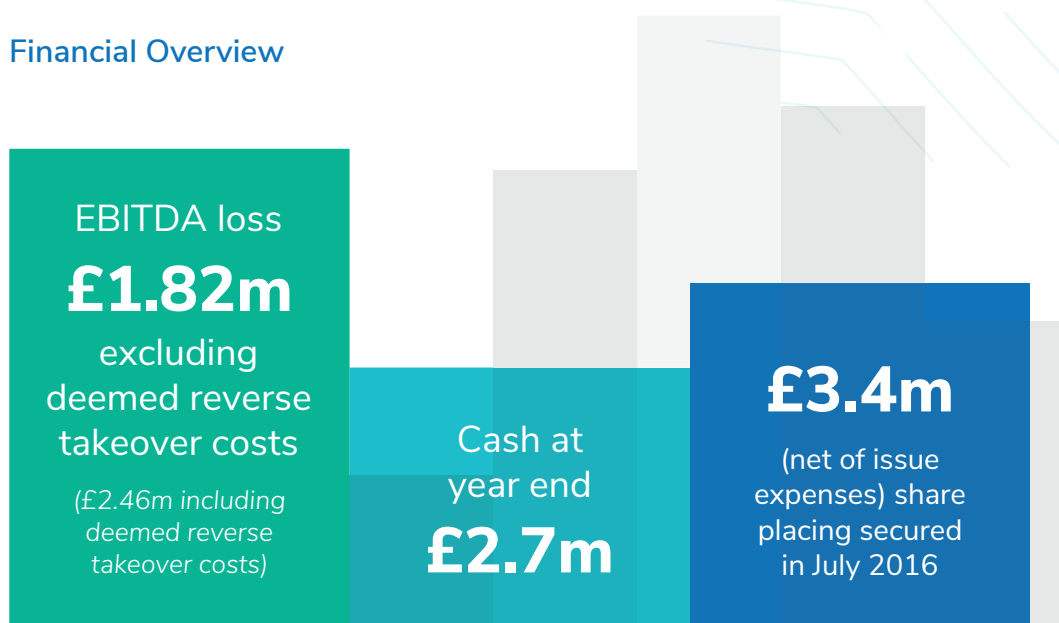 Financial Overview
EBITDA loss
£1.82m
excluding
deemed reverse
takeover costs
(£2.46m including
deemed reverse
takeover costs)
Cash at
year end
£2.7m
£3.4m
(net of issue
expenses) share
placing secured
in July 2016